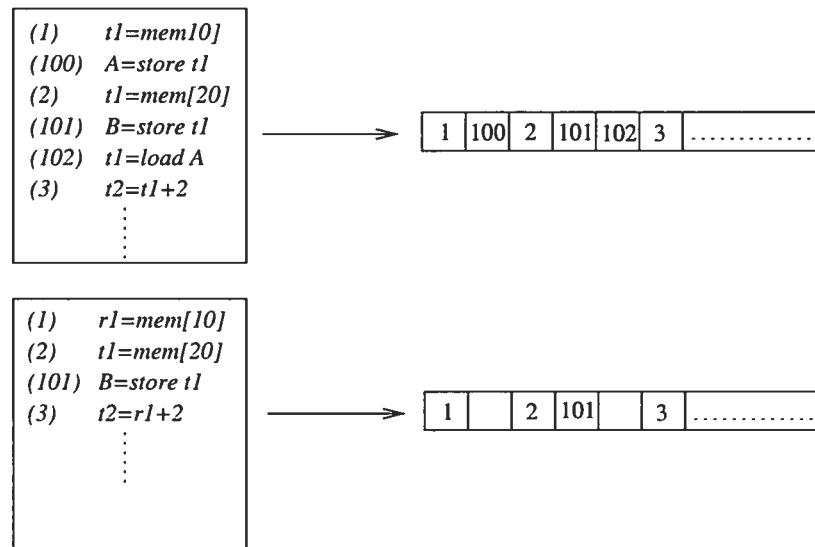 (1) t1=mem10]
(100) A=store t1
(2) t1=mem[20]
(101) B=store t1
(102) t1=load A
(3) t2=t1+2
1 100 2 101 102 3 .............
(1) r1=mem[10]
(2) t1=mem[20]
(101) B=store t1
(3) t2=r1+2
1 2 101 3 .............